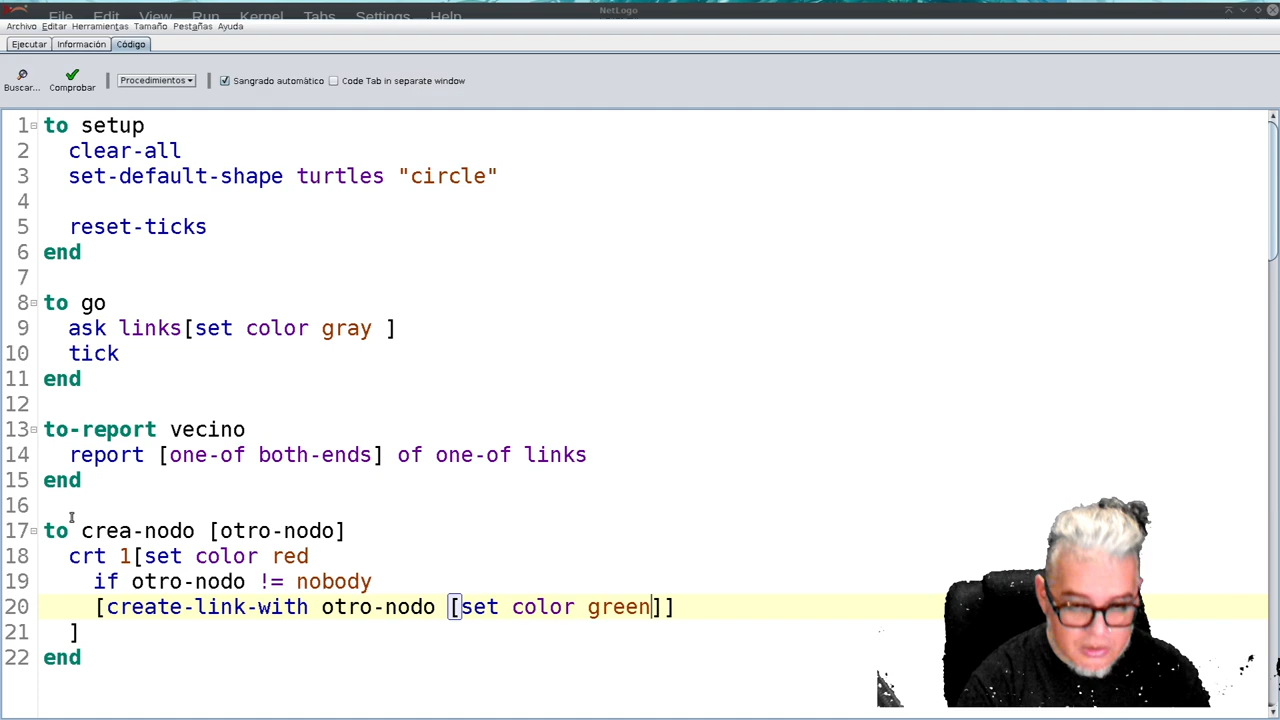 File Edit View Run Kernel Tabs Settings Help
NetLogo
Archivo Editar Herramientas Tamaño Pestañas Ayuda
Ejecutar Información Código
Buscar... Comprobar Procedimientos Sangrado automático Code Tab in separate window
1 to setup
2 clear-all
3 set-default-shape turtles "circle"
4
5 reset-ticks
6 end
7
8 to go
9 ask links[set color gray ]
10 tick
11 end
12
13 to-report vecino
14 report [one-of both-ends] of one-of links
15 end
16
17 to crea-nodo [otro-nodo]
18 crt 1[set color red
19 if otro-nodo != nobody
20 [create-link-with otro-nodo [set color green]]
21 ]
22 end